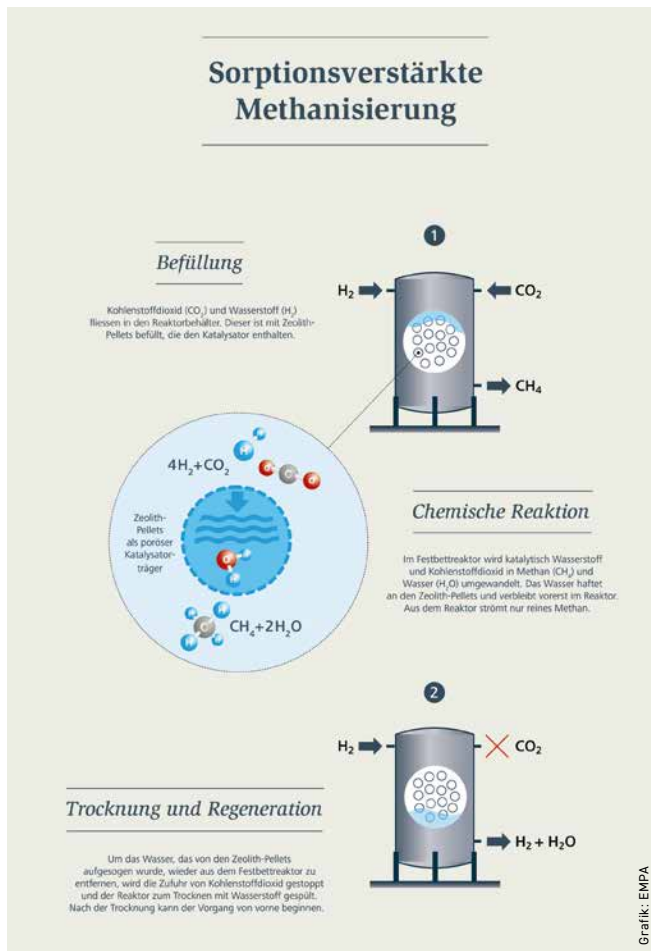 Sorptionsverstärkte
Methanisierung
1
Befüllung
Kohlenstoffdioxid (CO₂) und Wasserstoff (H₂)
fliessen in den Reaktorbehälter. Dieser ist mit Zeolith-
Pellets befüllt, die den Katalysator enthalten.
H₂
CO₂
CH₄
4H₂+CO₂
H
H
O
C
O
Zeolith-
Pellets
als poröser
Katalysator-
träger
O
H
H
H
H
C
H
H
CH₄+2H₂O
Chemische Reaktion
Im Festbettreaktor wird katalytisch Wasserstoff
und Kohlenstoffdioxid in Methan (CH₄) und
Wasser (H₂O) umgewandelt. Das Wasser haftet
an den Zeolith-Pellets und verbleibt vorerst im Reaktor.
Aus dem Reaktor strömt nur reines Methan.
2
H₂
CO₂
H₂ + H₂O
Trocknung und Regeneration
Um das Wasser, das von den Zeolith-Pellets
aufgesogen wurde, wieder aus dem Festbettreaktor zu
entfernen, wird die Zufuhr von Kohlenstoffdioxid gestoppt
und der Reaktor zum Trocknen mit Wasserstoff gespült.
Nach der Trocknung kann der Vorgang von vorne beginnen.
Grafik: EMPA